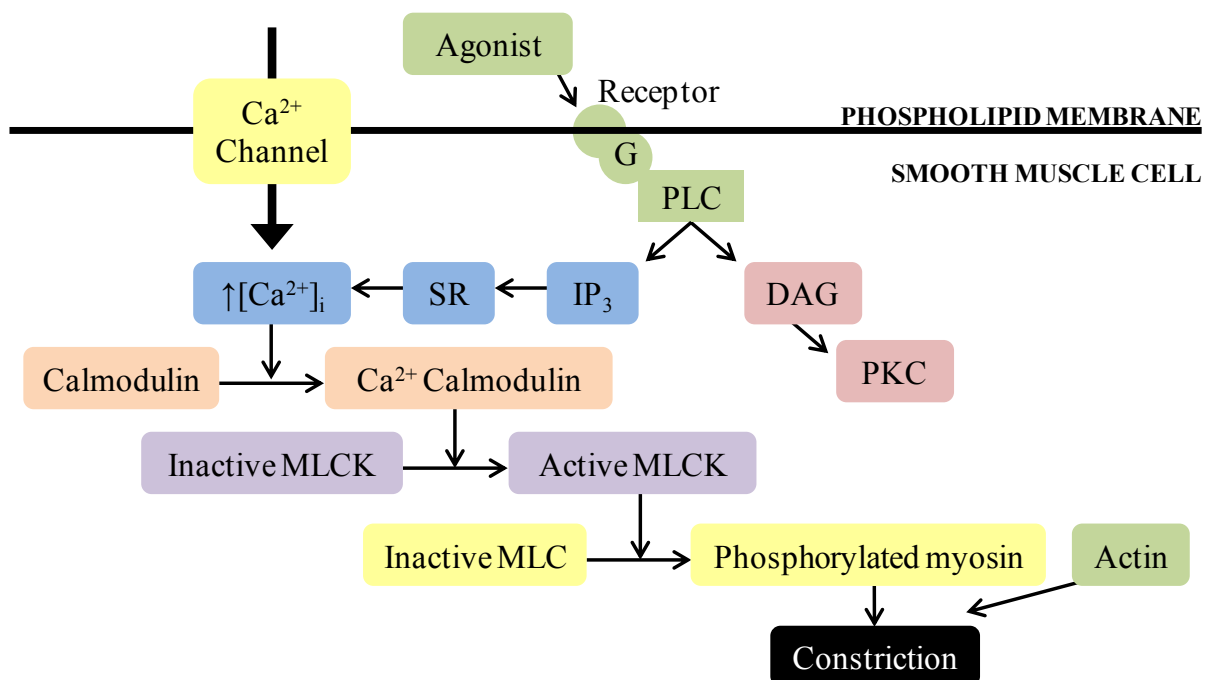 Agonist
Ca²⁺
Channel
Receptor
PHOSPHOLIPID MEMBRANE
G
SMOOTH MUSCLE CELL
PLC
↑[Ca²⁺]ᵢ
SR
IP₃
DAG
Calmodulin
Ca²⁺ Calmodulin
PKC
Inactive MLCK
Active MLCK
Inactive MLC
Phosphorylated myosin
Actin
Constriction